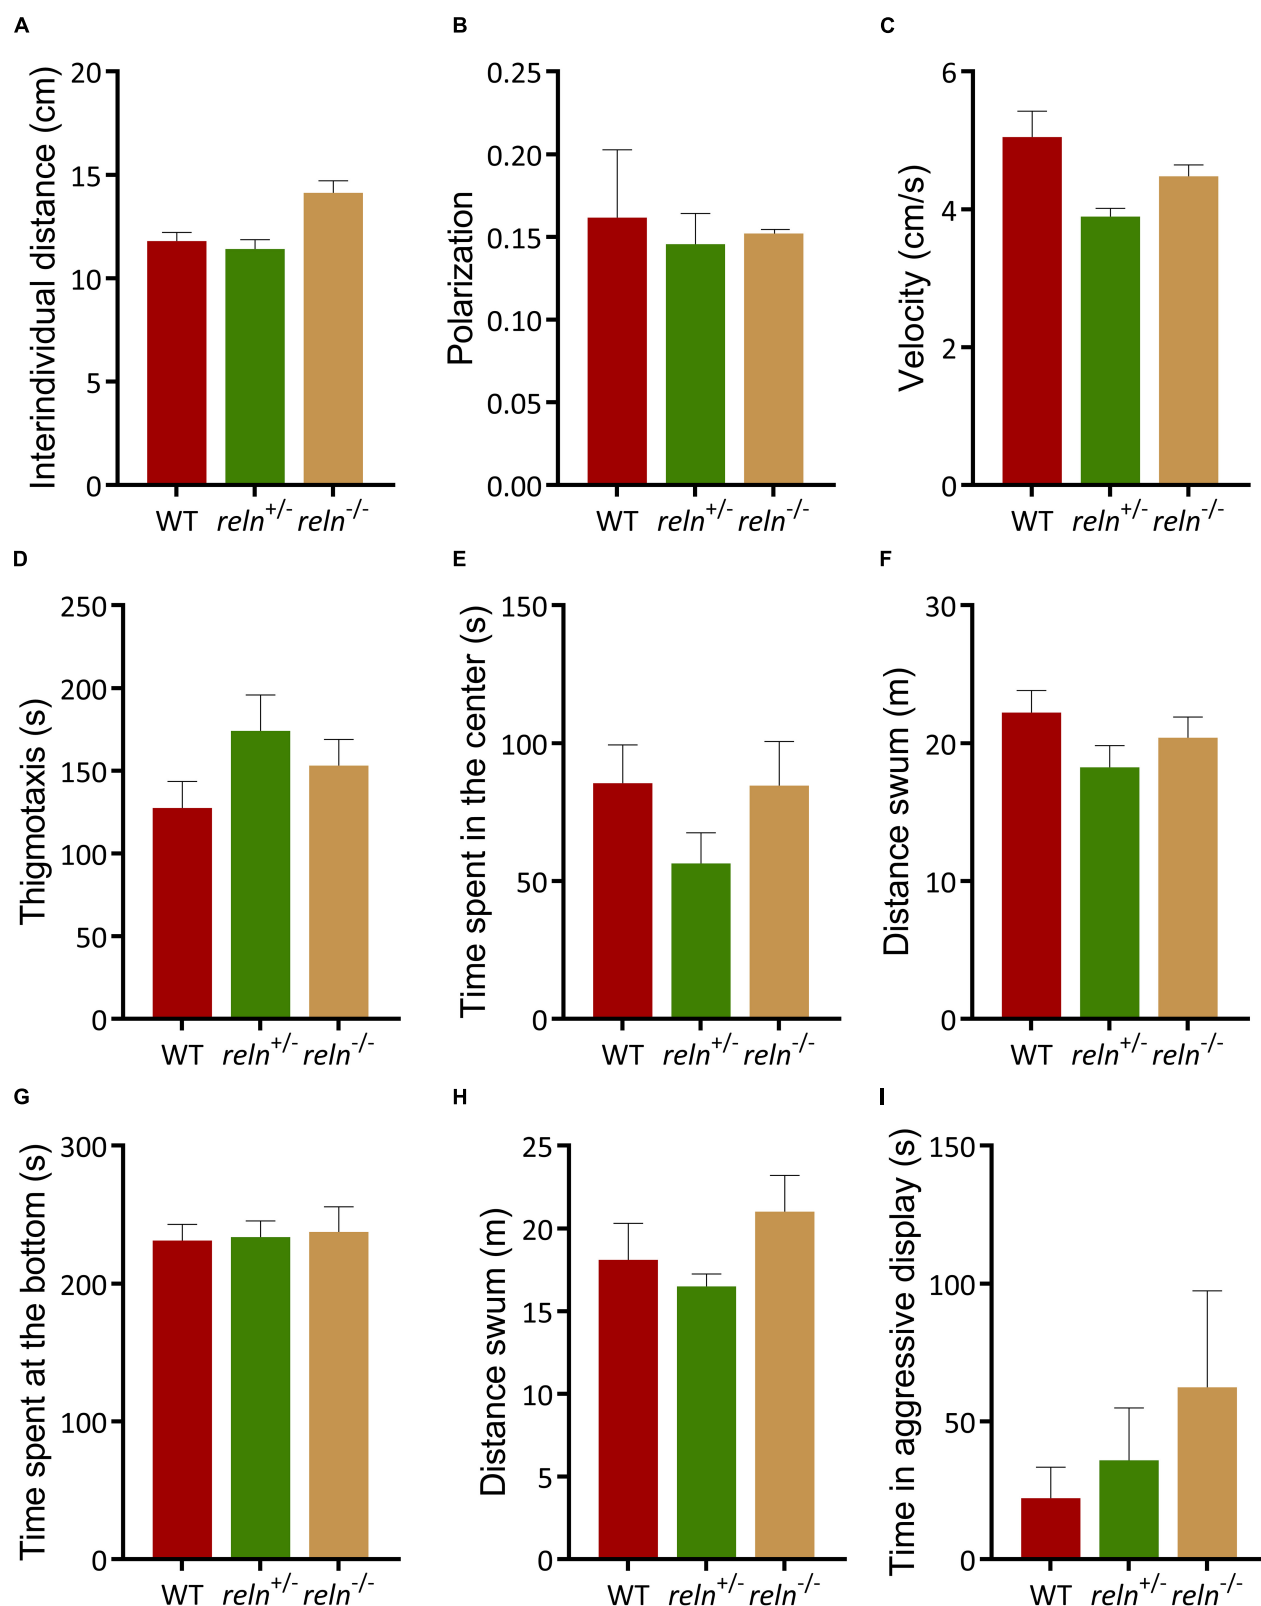 A
Interindividual distance (cm)
20
15
10
5
0
WT reln+/- reln-/-
B
Polarization
0.25
0.20
0.15
0.10
0.05
0.00
WT reln+/- reln-/-
C
Velocity (cm/s)
6
4
2
0
WT reln+/- reln-/-
D
Thigmotaxis (s)
250
200
150
100
50
0
WT reln+/- reln-/-
E
Time spent in the center (s)
150
100
50
0
WT reln+/- reln-/-
F
Distance swum (m)
30
20
10
0
WT reln+/- reln-/-
G
Time spent at the bottom (s)
300
200
100
0
WT reln+/- reln-/-
H
Distance swum (m)
25
20
15
10
5
0
WT reln+/- reln-/-
I
Time in aggressive display (s)
150
100
50
0
WT reln+/- reln-/-